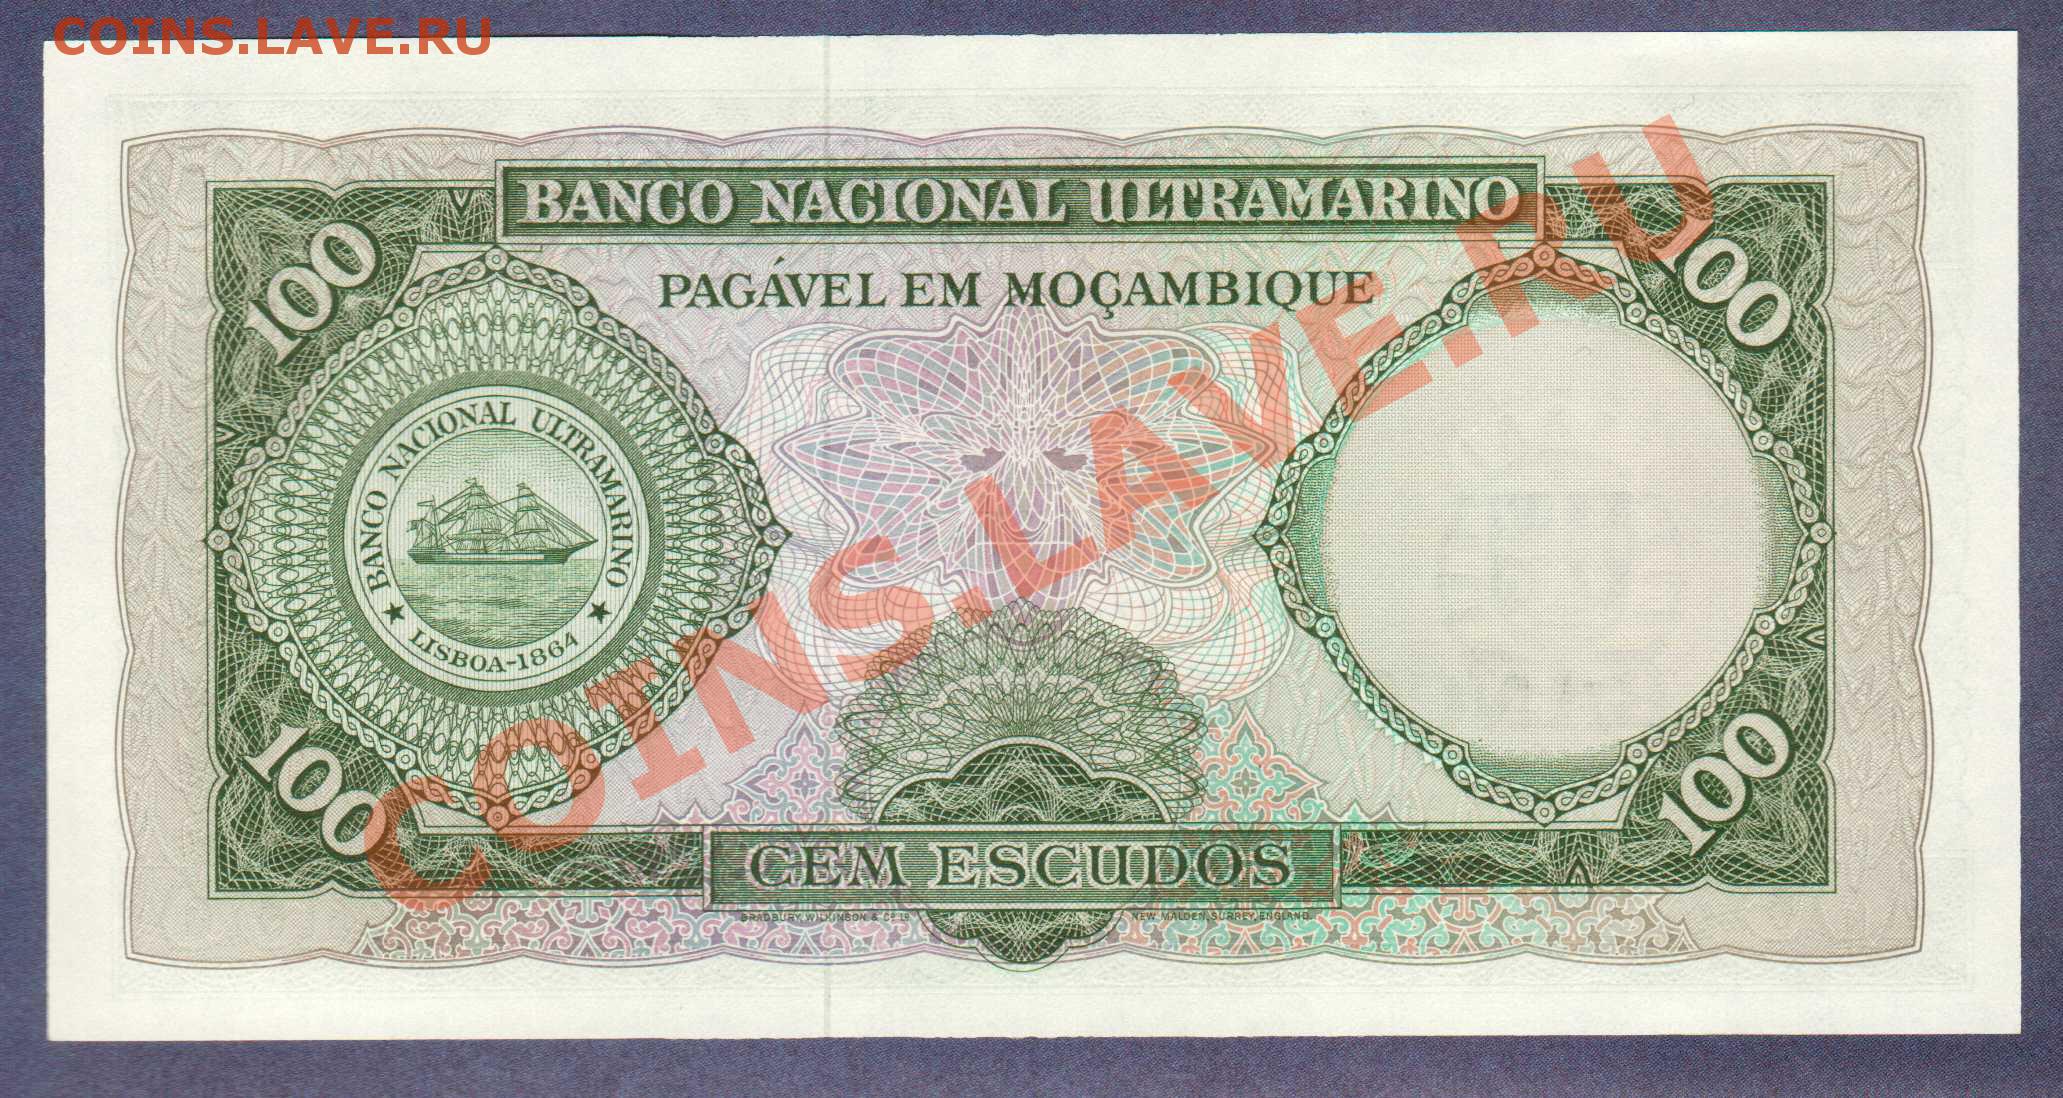 COINS.LAVE.RU
BANCO NACIONAL ULTRAMARINO
PAGÁVEL EM MOÇAMBIQUE
100
100
BANCO NACIONAL ULTRAMARINO
★ LISBOA-1864 ★
100
100
CEM ESCUDOS
BRADBURY, WILKINSON & Cº Lᴰ. NEW MALDEN, SURREY, ENGLAND.
COINS.LAVE.RU